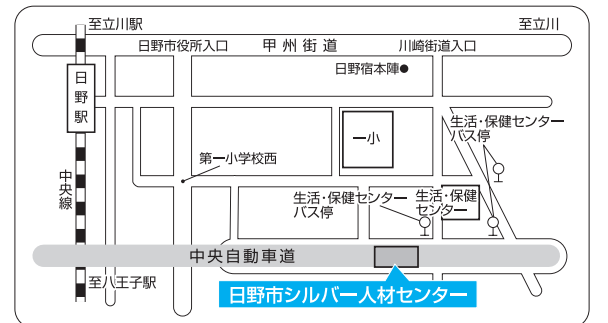 至立川駅
至立川
日野市役所入口
甲州街道
川崎街道入口
日野宿本陣
日野駅
一小
生活・保健センター
バス停
第一小学校西
中央線
生活・保健センター
バス停
生活・保健
センター
中央自動車道
至八王子駅
日野市シルバー人材センター